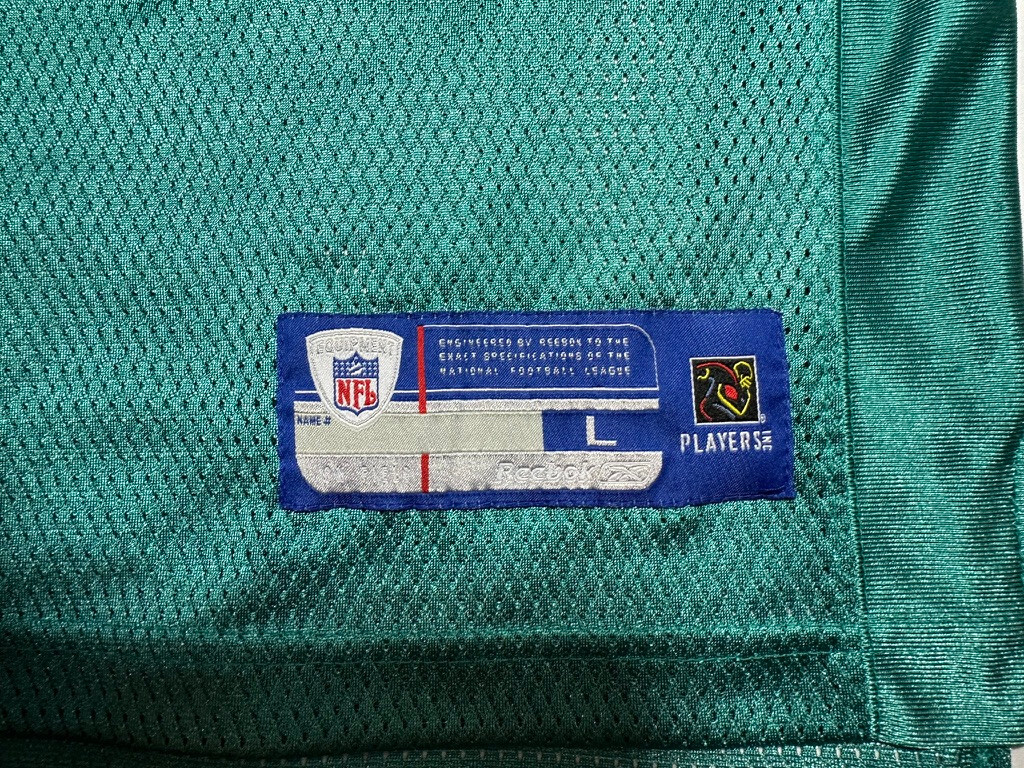 EQUIPMENT
NFL
ENGINEERED BY REEBOK TO THE
EXACT SPECIFICATIONS OF THE
NATIONAL FOOTBALL LEAGUE
NAME #
L
Reebok
PLAYERS INC
®